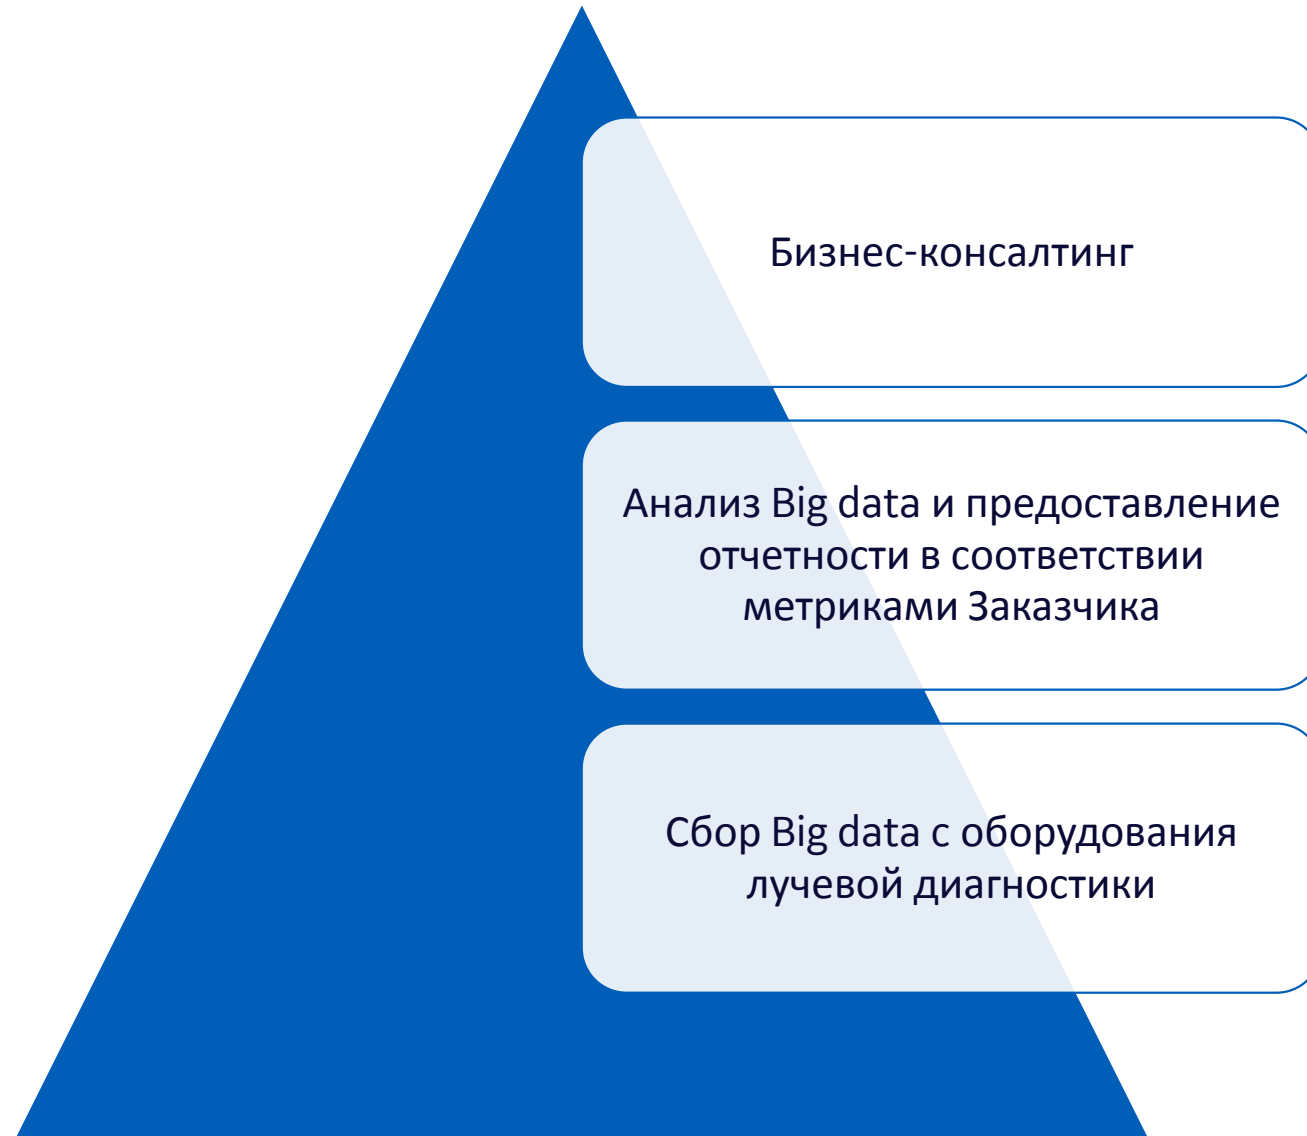 Бизнес-консалтинг
Анализ Big data и предоставление
отчетности в соответствии
метриками Заказчика
Сбор Big data с оборудования
лучевой диагностики